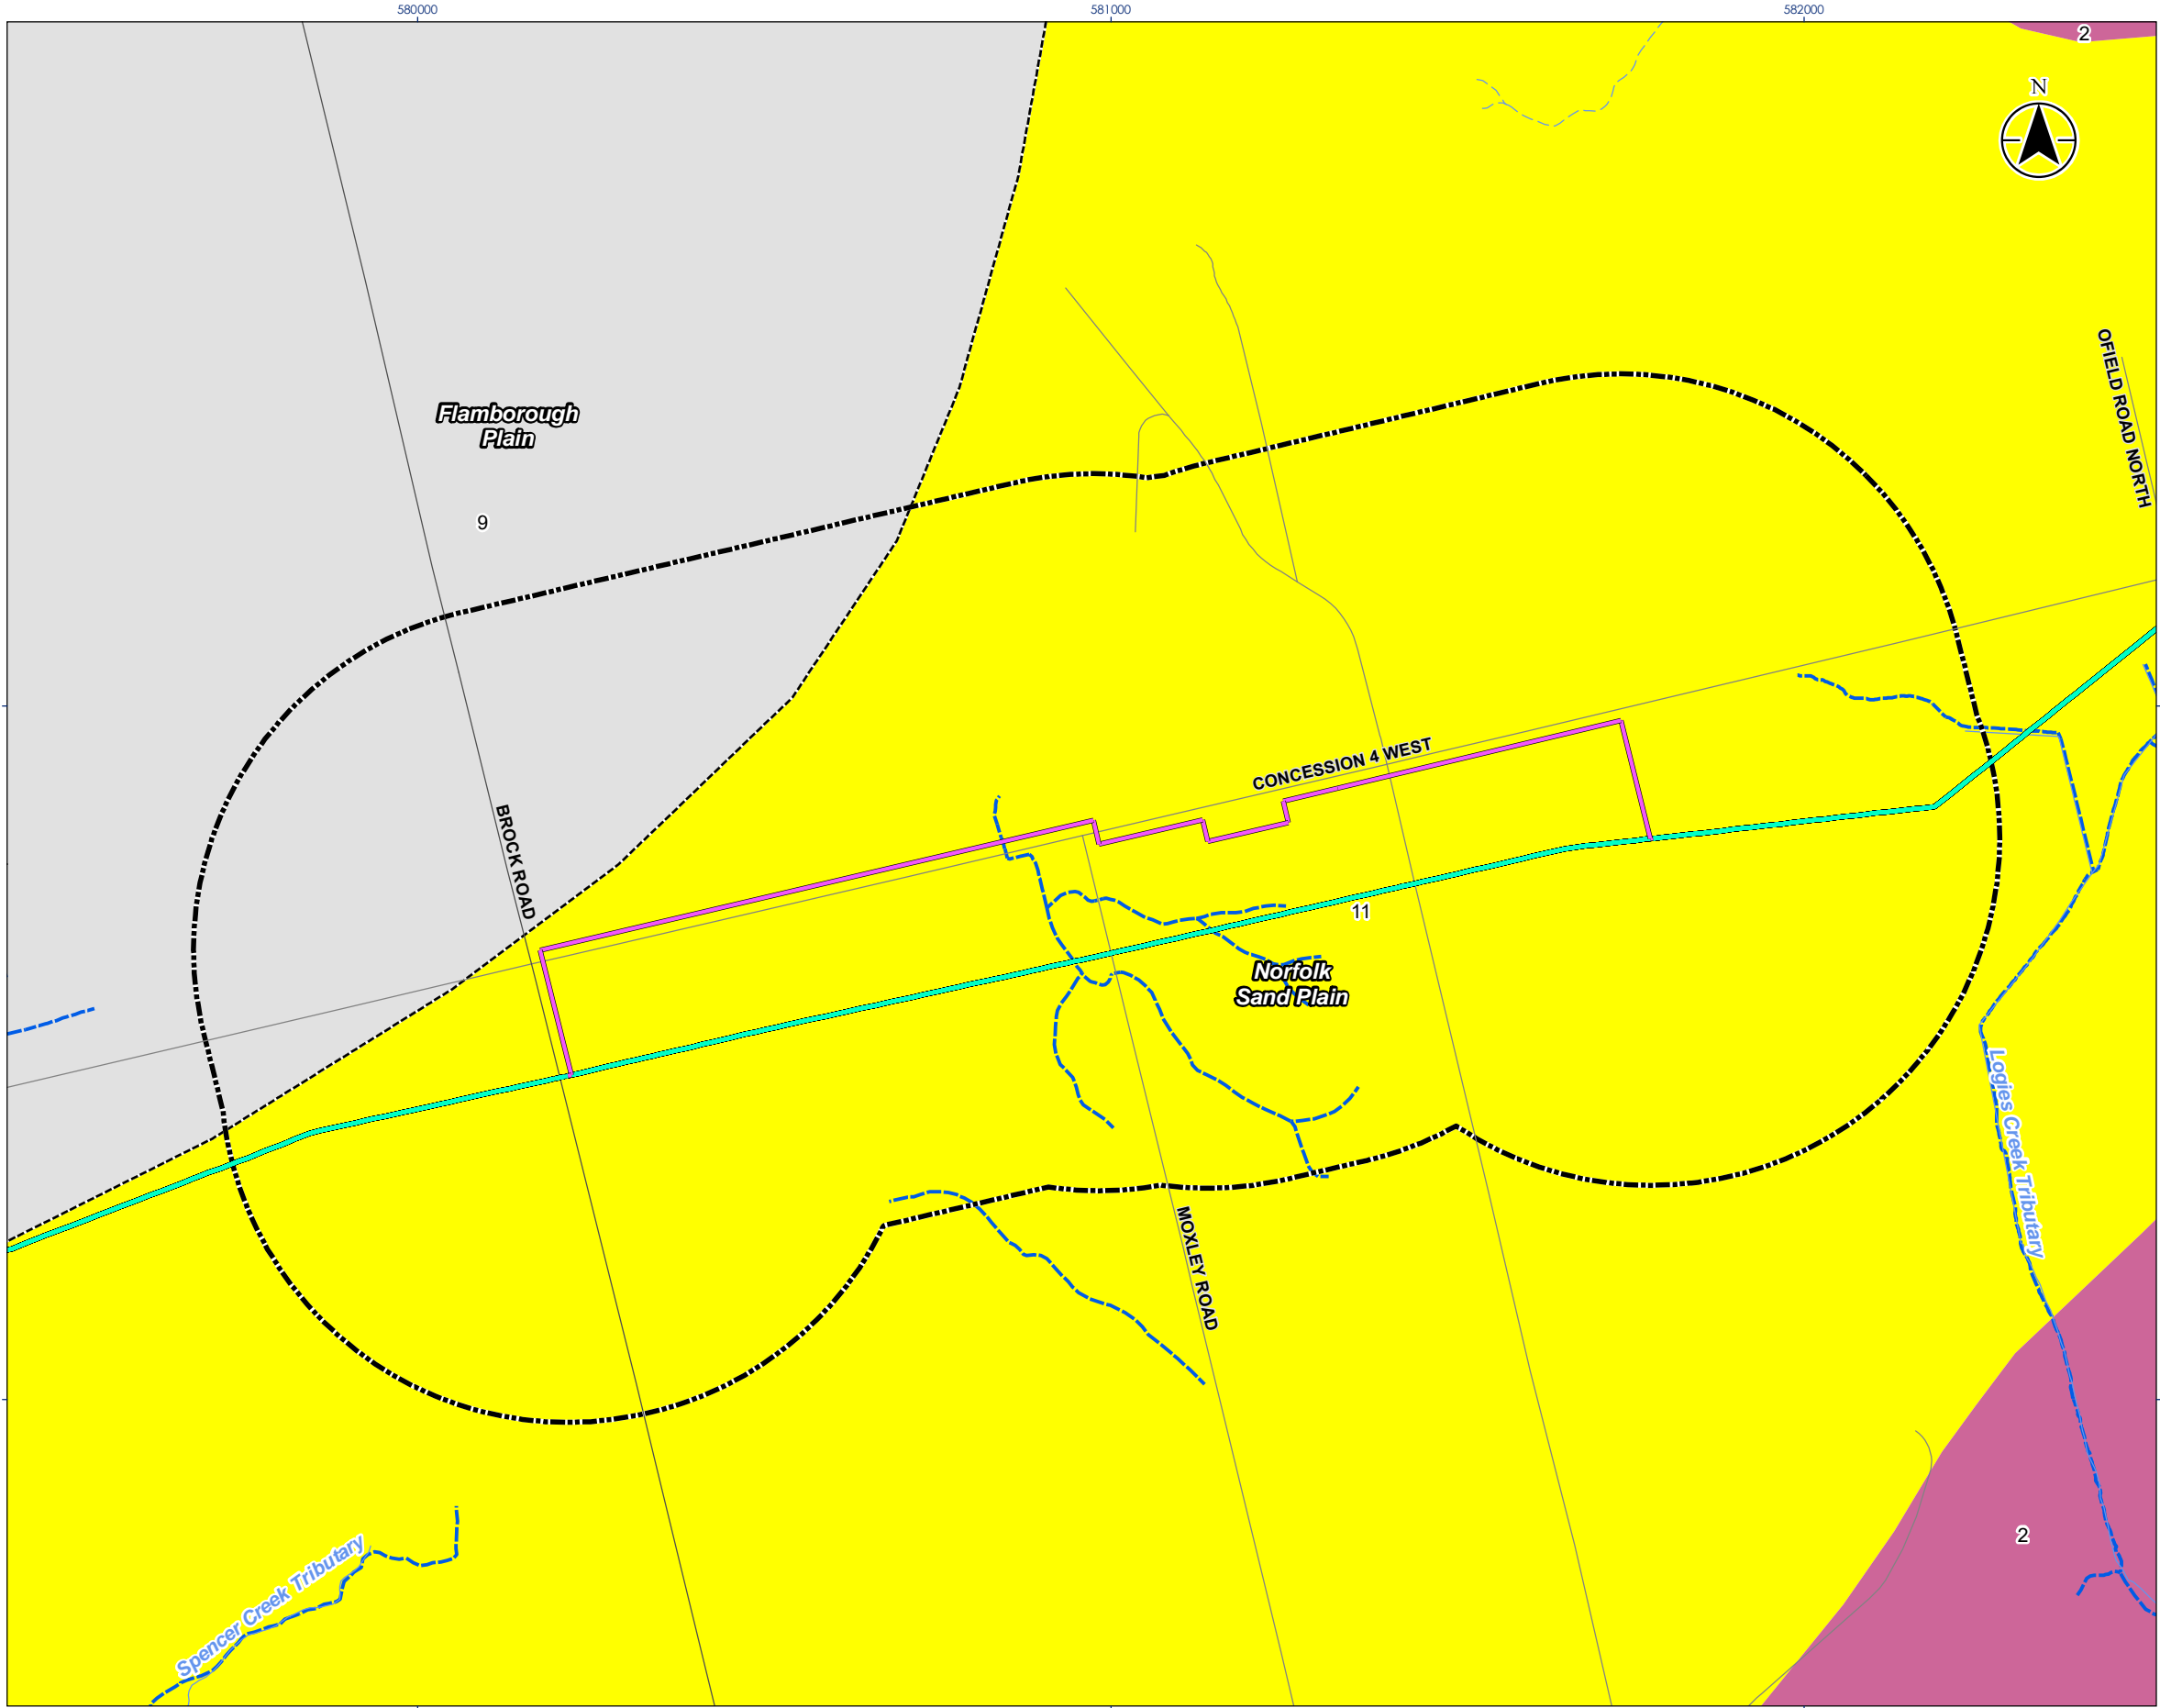 580000
581000
582000
2
N
OFIELD ROAD NORTH
Flamborough
Plain
9
CONCESSION 4 WEST
BROCK ROAD
11
Norfolk
Sand Plain
Logies Creek Tributary
MOXLEY ROAD
2
Spencer Creek Tributary